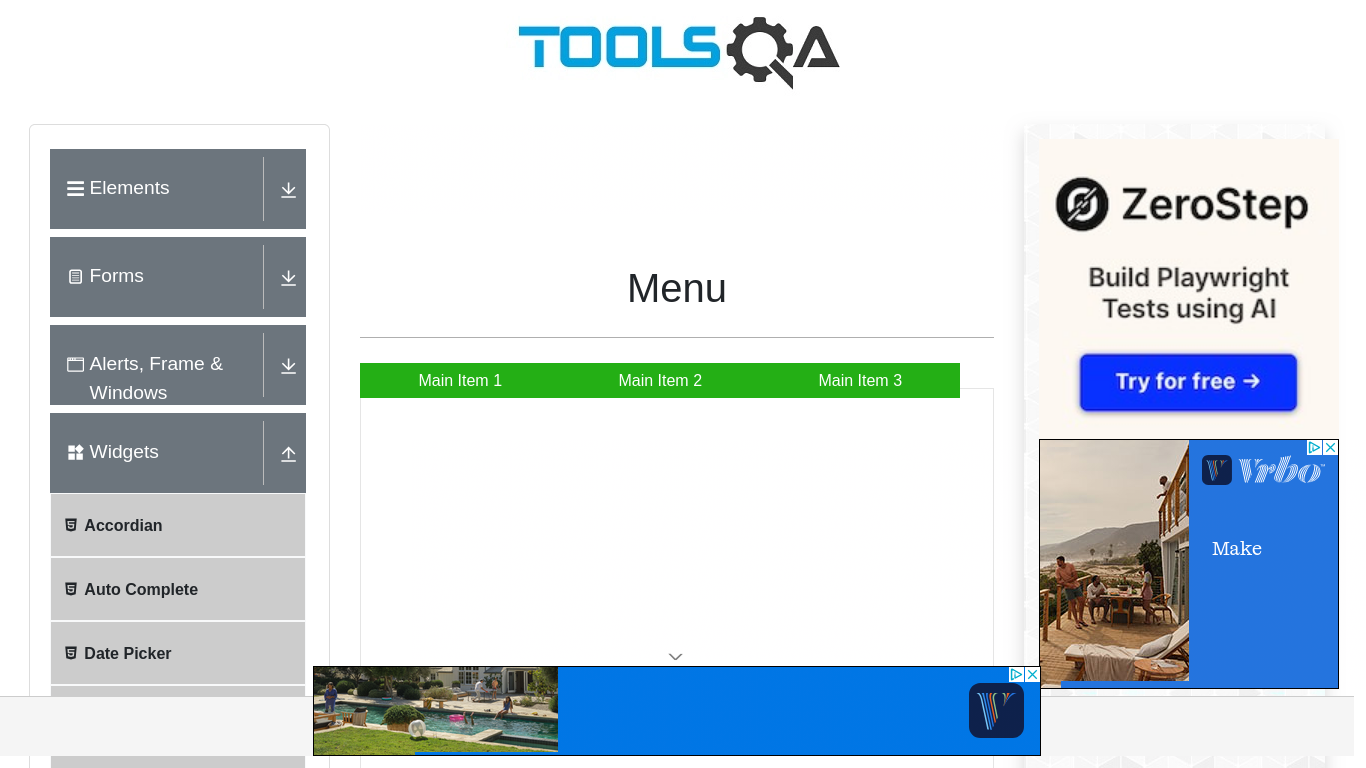 TOOLSQA
Elements
Forms
Alerts, Frame &
Windows
Widgets
Accordian
Auto Complete
Date Picker
Menu
Main Item 1
Main Item 2
Main Item 3
ZeroStep
Build Playwright
Tests using AI
Try for free →
Vrbo
Make